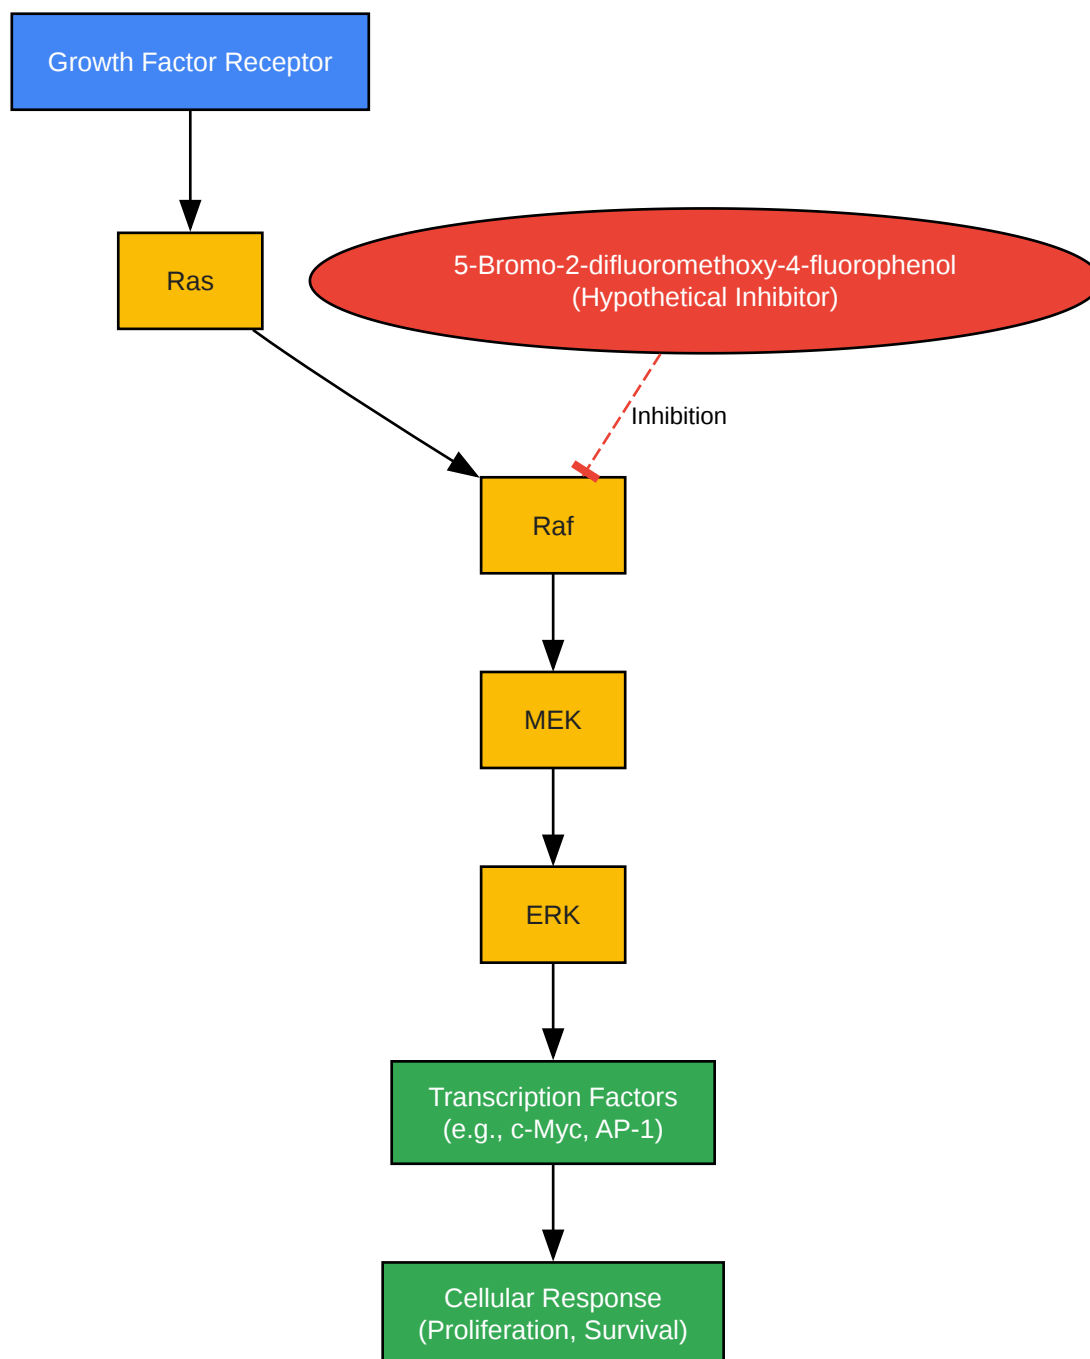 Growth Factor Receptor
Ras
5-Bromo-2-difluoromethoxy-4-fluorophenol
(Hypothetical Inhibitor)
Inhibition
Raf
MEK
ERK
Transcription Factors
(e.g., c-Myc, AP-1)
Cellular Response
(Proliferation, Survival)